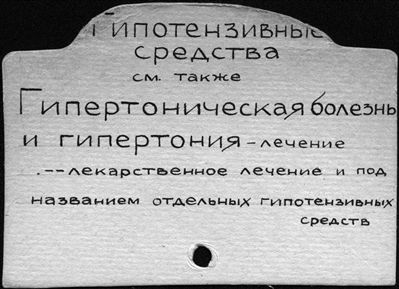 Гипотензивные
средства
см. также
Гипертоническая болезнь
и гипертония - лечение
.-- лекарственное лечение и под
названием отдельных гипотензивных
средств